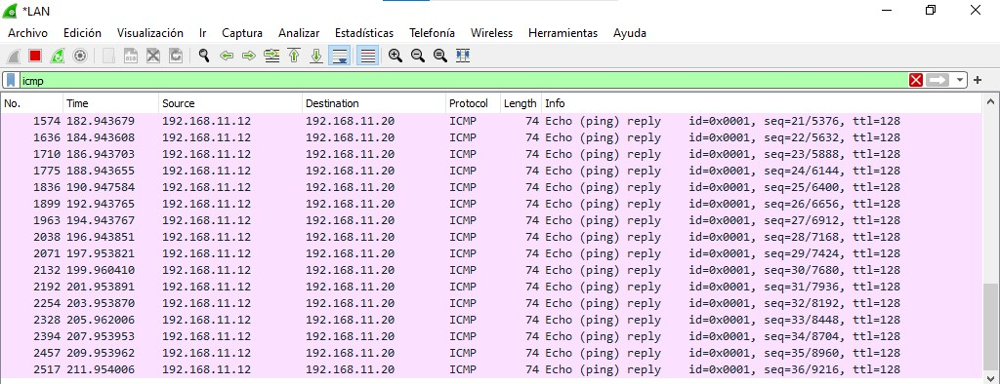 *LAN
Archivo Edición Visualización Ir Captura Analizar Estadísticas Telefonía Wireless Herramientas Ayuda
icmp
No. Time Source Destination Protocol Length Info
1574 182.943679 192.168.11.12 192.168.11.20 ICMP 74 Echo (ping) reply id=0x0001, seq=21/5376, ttl=128
1636 184.943608 192.168.11.12 192.168.11.20 ICMP 74 Echo (ping) reply id=0x0001, seq=22/5632, ttl=128
1710 186.943703 192.168.11.12 192.168.11.20 ICMP 74 Echo (ping) reply id=0x0001, seq=23/5888, ttl=128
1775 188.943655 192.168.11.12 192.168.11.20 ICMP 74 Echo (ping) reply id=0x0001, seq=24/6144, ttl=128
1836 190.947584 192.168.11.12 192.168.11.20 ICMP 74 Echo (ping) reply id=0x0001, seq=25/6400, ttl=128
1899 192.943765 192.168.11.12 192.168.11.20 ICMP 74 Echo (ping) reply id=0x0001, seq=26/6656, ttl=128
1963 194.943767 192.168.11.12 192.168.11.20 ICMP 74 Echo (ping) reply id=0x0001, seq=27/6912, ttl=128
2038 196.943851 192.168.11.12 192.168.11.20 ICMP 74 Echo (ping) reply id=0x0001, seq=28/7168, ttl=128
2071 197.953821 192.168.11.12 192.168.11.20 ICMP 74 Echo (ping) reply id=0x0001, seq=29/7424, ttl=128
2132 199.960410 192.168.11.12 192.168.11.20 ICMP 74 Echo (ping) reply id=0x0001, seq=30/7680, ttl=128
2192 201.953891 192.168.11.12 192.168.11.20 ICMP 74 Echo (ping) reply id=0x0001, seq=31/7936, ttl=128
2254 203.953870 192.168.11.12 192.168.11.20 ICMP 74 Echo (ping) reply id=0x0001, seq=32/8192, ttl=128
2328 205.962006 192.168.11.12 192.168.11.20 ICMP 74 Echo (ping) reply id=0x0001, seq=33/8448, ttl=128
2394 207.953953 192.168.11.12 192.168.11.20 ICMP 74 Echo (ping) reply id=0x0001, seq=34/8704, ttl=128
2457 209.953962 192.168.11.12 192.168.11.20 ICMP 74 Echo (ping) reply id=0x0001, seq=35/8960, ttl=128
2517 211.954006 192.168.11.12 192.168.11.20 ICMP 74 Echo (ping) reply id=0x0001, seq=36/9216, ttl=128